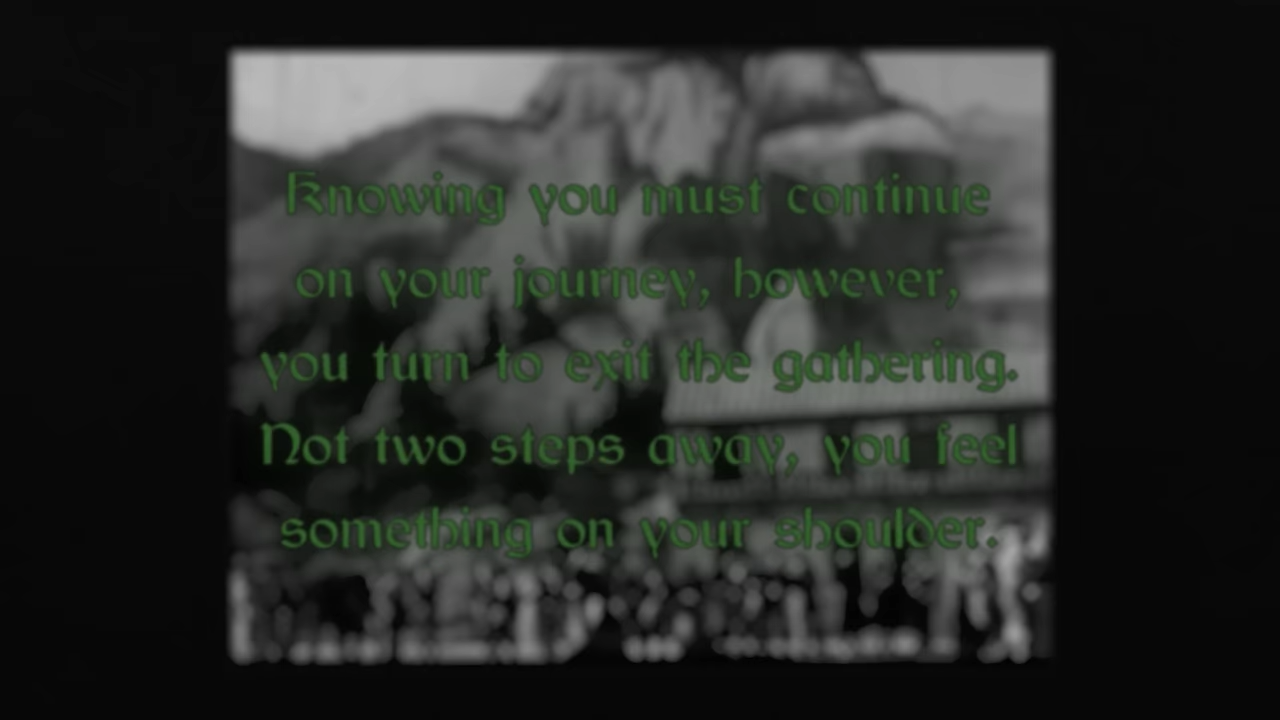 Knowing you must continue
on your journey, however,
you turn to exit the gathering.
Not two steps away, you feel
something on your shoulder.